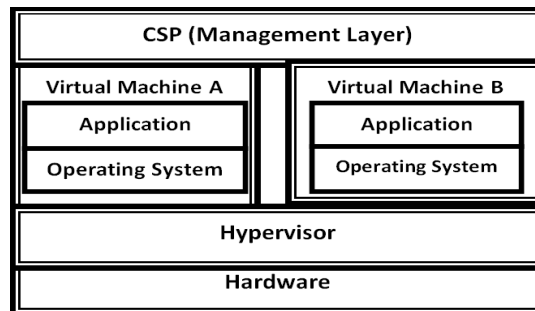 CSP (Management Layer)
Virtual Machine A
Virtual Machine B
Application
Application
Operating System
Operating System
Hypervisor
Hardware